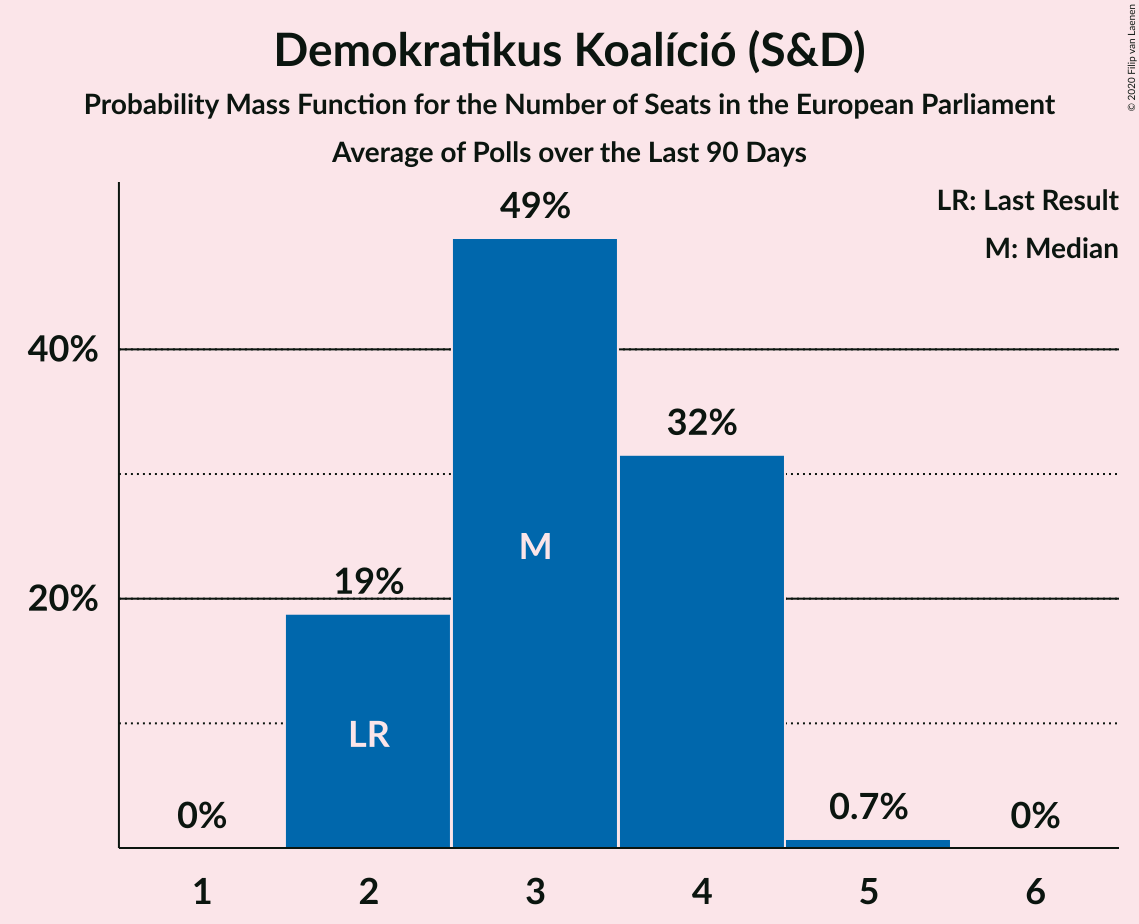 Demokratikus Koalíció (S&D)
Probability Mass Function for the Number of Seats in the European Parliament
Average of Polls over the Last 90 Days
© 2020 Filip van Laenen
LR: Last Result
M: Median
49%
40%
32%
M
19%
20%
LR
0%
0.7%
0%
1 2 3 4 5 6